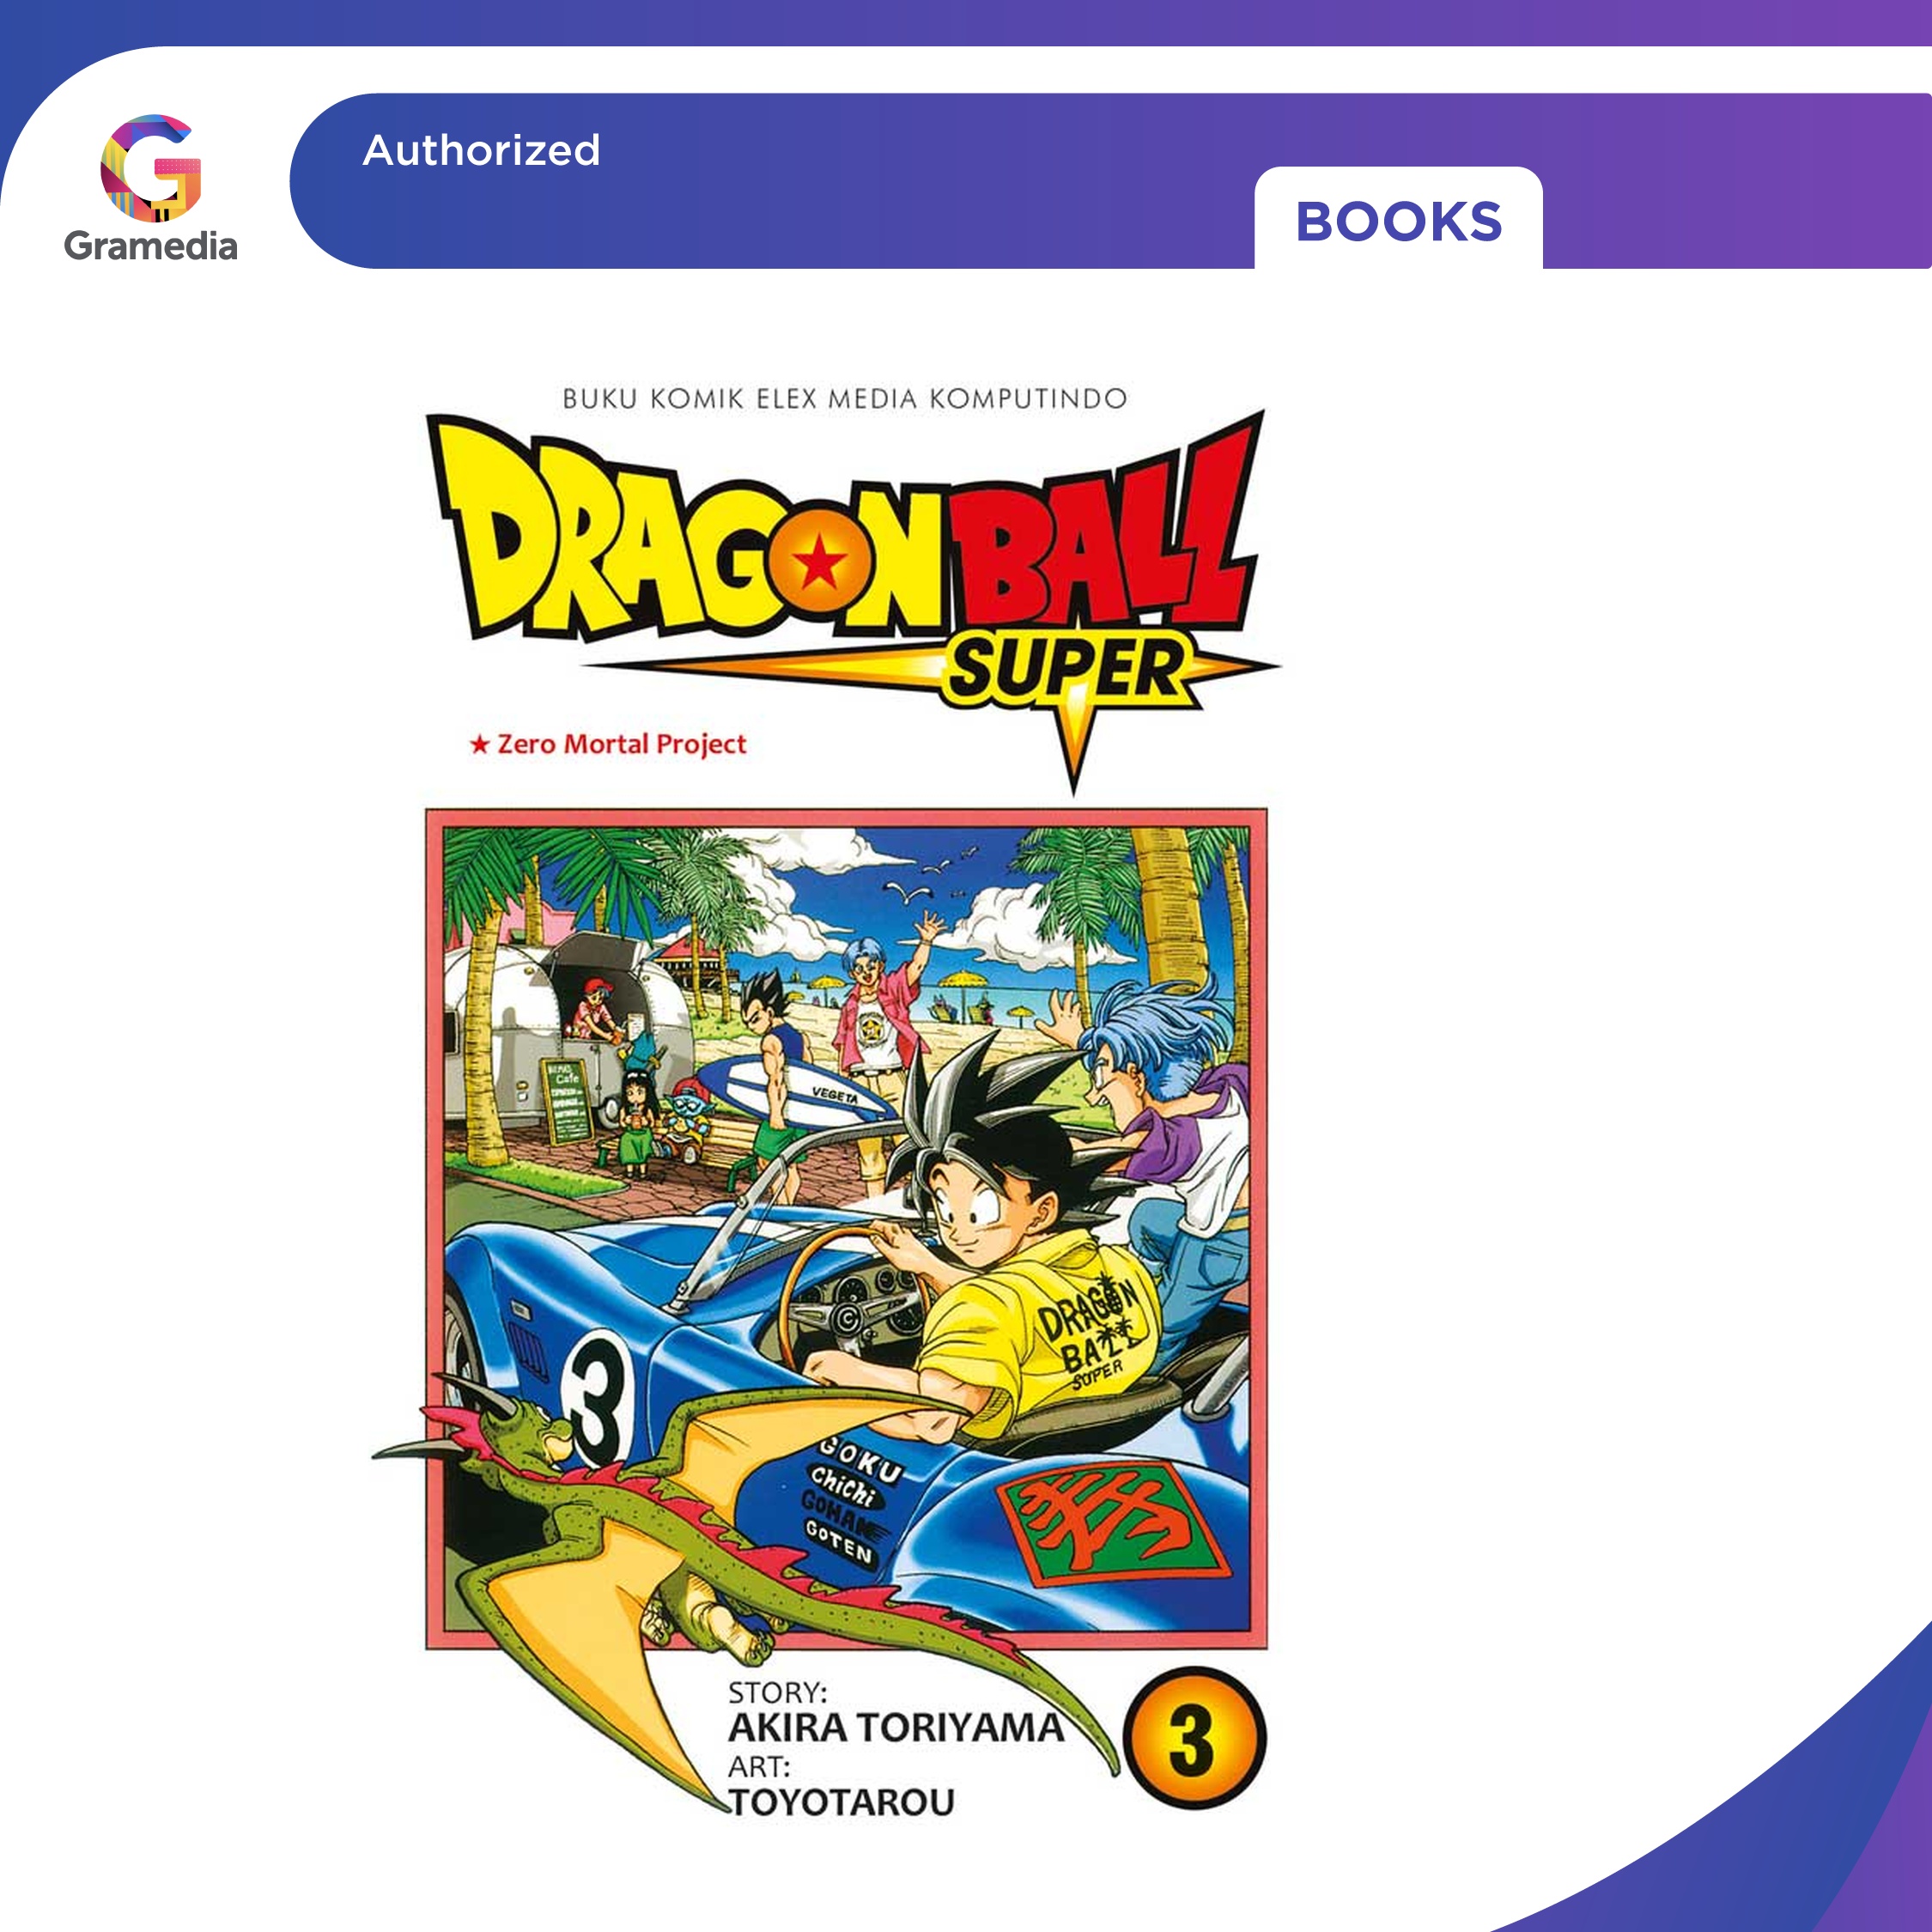 Authorized
BOOKS
Gramedia
BUKU KOMIK ELEX MEDIA KOMPUTINDO
DRAGON BALL
SUPER
★ Zero Mortal Project
Cafe
VEGETA
DRAGON
BALL
SUPER
3
GOKU
CHiCHi
GOHAN
GOTEN
STORY:
AKIRA TORIYAMA
ART:
TOYOTAROU
3